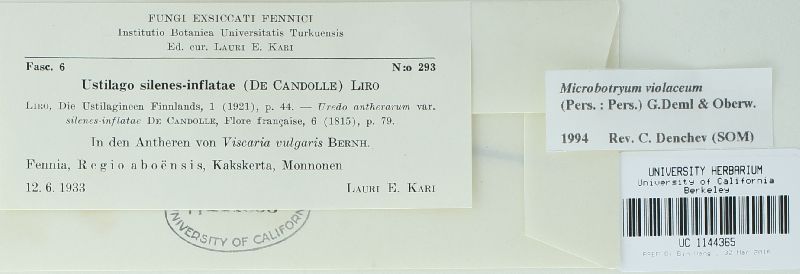 FUNGI EXSICCATI FENNICI
Institutio Botanica Universitatis Turkuensis
Ed. cur. LAURI E. KARI
Fasc. 6 N:o 293
Ustilago silenes-inflatae (DE CANDOLLE) LIRO
LIRO, Die Ustilagineen Finnlands, 1 (1921), p. 44. — Uredo antherarum var.
silenes-inflatae DE CANDOLLE, Flore française, 6 (1815), p. 79.
In den Antheren von Viscaria vulgaris BERNH.
Fennia, Regio aboënsis, Kakskerta, Monnonen
12. 6. 1933 LAURI E. KARI
UNIVERSITY OF CALIFOR
Microbotryum violaceum
(Pers. : Pers.) G.Deml & Oberw.
1994 Rev. C. Denchev (SOM)
UNIVERSITY HERBARIUM
University of California
Berkeley
UC 1144365